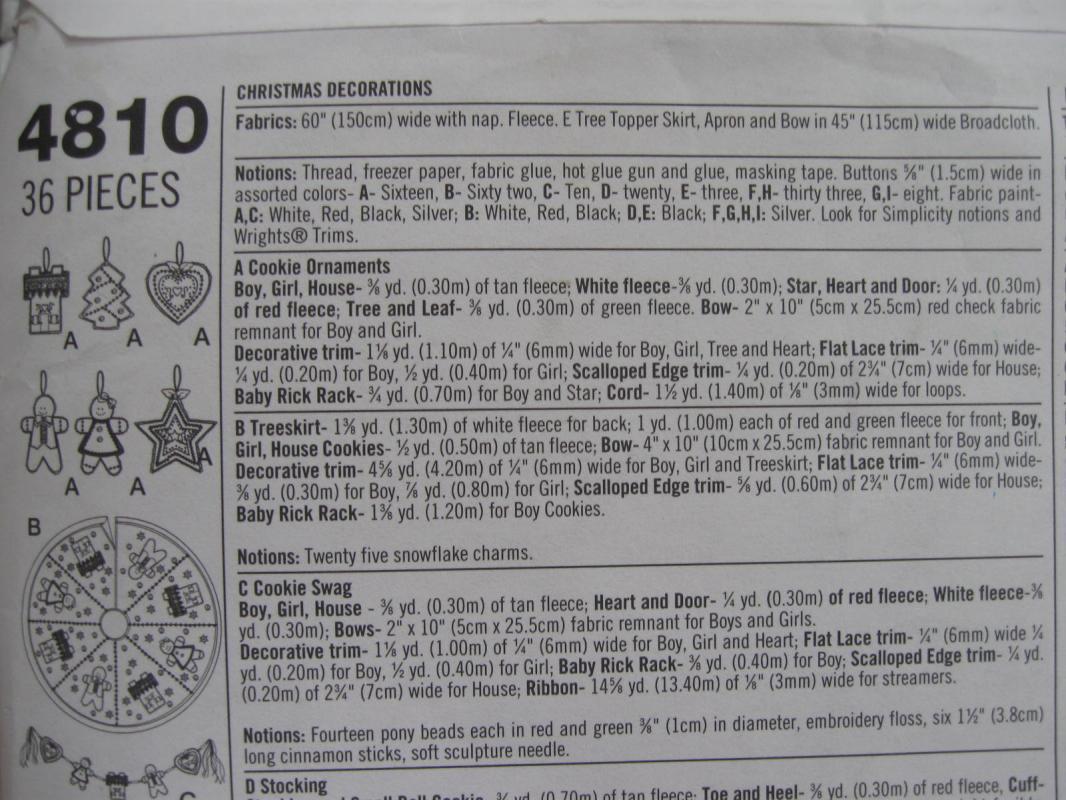 4810
36 PIECES
A
A
A
A
A
A
B
C
CHRISTMAS DECORATIONS
Fabrics: 60" (150cm) wide with nap. Fleece. E Tree Topper Skirt, Apron and Bow in 45" (115cm) wide Broadcloth.
Notions: Thread, freezer paper, fabric glue, hot glue gun and glue, masking tape. Buttons ⅝" (1.5cm) wide in
assorted colors- A- Sixteen, B- Sixty two, C- Ten, D- twenty, E- three, F,H- thirty three, G,I- eight. Fabric paint-
A,C: White, Red, Black, Silver; B: White, Red, Black; D,E: Black; F,G,H,I: Silver. Look for Simplicity notions and
Wrights® Trims.
A Cookie Ornaments
Boy, Girl, House- ⅜ yd. (0.30m) of tan fleece; White fleece-⅜ yd. (0.30m); Star, Heart and Door: ¼ yd. (0.30m)
of red fleece; Tree and Leaf- ⅜ yd. (0.30m) of green fleece. Bow- 2" x 10" (5cm x 25.5cm) red check fabric
remnant for Boy and Girl.
Decorative trim- 1⅛ yd. (1.10m) of ¼" (6mm) wide for Boy, Girl, Tree and Heart; Flat Lace trim- ¼" (6mm) wide-
¼ yd. (0.20m) for Boy, ½ yd. (0.40m) for Girl; Scalloped Edge trim- ¼ yd. (0.20m) of 2¾" (7cm) wide for House;
Baby Rick Rack- ¾ yd. (0.70m) for Boy and Star; Cord- 1½ yd. (1.40m) of ⅛" (3mm) wide for loops.
B Treeskirt- 1⅜ yd. (1.30m) of white fleece for back; 1 yd. (1.00m) each of red and green fleece for front; Boy,
Girl, House Cookies- ½ yd. (0.50m) of tan fleece; Bow- 4" x 10" (10cm x 25.5cm) fabric remnant for Boy and Girl.
Decorative trim- 4⅝ yd. (4.20m) of ¼" (6mm) wide for Boy, Girl and Treeskirt; Flat Lace trim- ¼" (6mm) wide-
⅜ yd. (0.30m) for Boy, ⅞ yd. (0.80m) for Girl; Scalloped Edge trim- ⅝ yd. (0.60m) of 2¾" (7cm) wide for House;
Baby Rick Rack- 1⅜ yd. (1.20m) for Boy Cookies.
Notions: Twenty five snowflake charms.
C Cookie Swag
Boy, Girl, House - ⅜ yd. (0.30m) of tan fleece; Heart and Door- ¼ yd. (0.30m) of red fleece; White fleece-⅜
yd. (0.30m); Bows- 2" x 10" (5cm x 25.5cm) fabric remnant for Boys and Girls.
Decorative trim- 1⅛ yd. (1.00m) of ¼" (6mm) wide for Boy, Girl and Heart; Flat Lace trim- ¼" (6mm) wide ¼
yd. (0.20m) for Boy, ½ yd. (0.40m) for Girl; Baby Rick Rack- ⅜ yd. (0.40m) for Boy; Scalloped Edge trim- ¼ yd.
(0.20m) of 2¾" (7cm) wide for House; Ribbon- 14⅝ yd. (13.40m) of ⅛" (3mm) wide for streamers.
Notions: Fourteen pony beads each in red and green ⅜" (1cm) in diameter, embroidery floss, six 1½" (3.8cm)
long cinnamon sticks, soft sculpture needle.
D Stocking
yd. (0.70m) of tan fleece; Toe and Heel- ⅜ yd. (0.30m) of red fleece, Cuff-